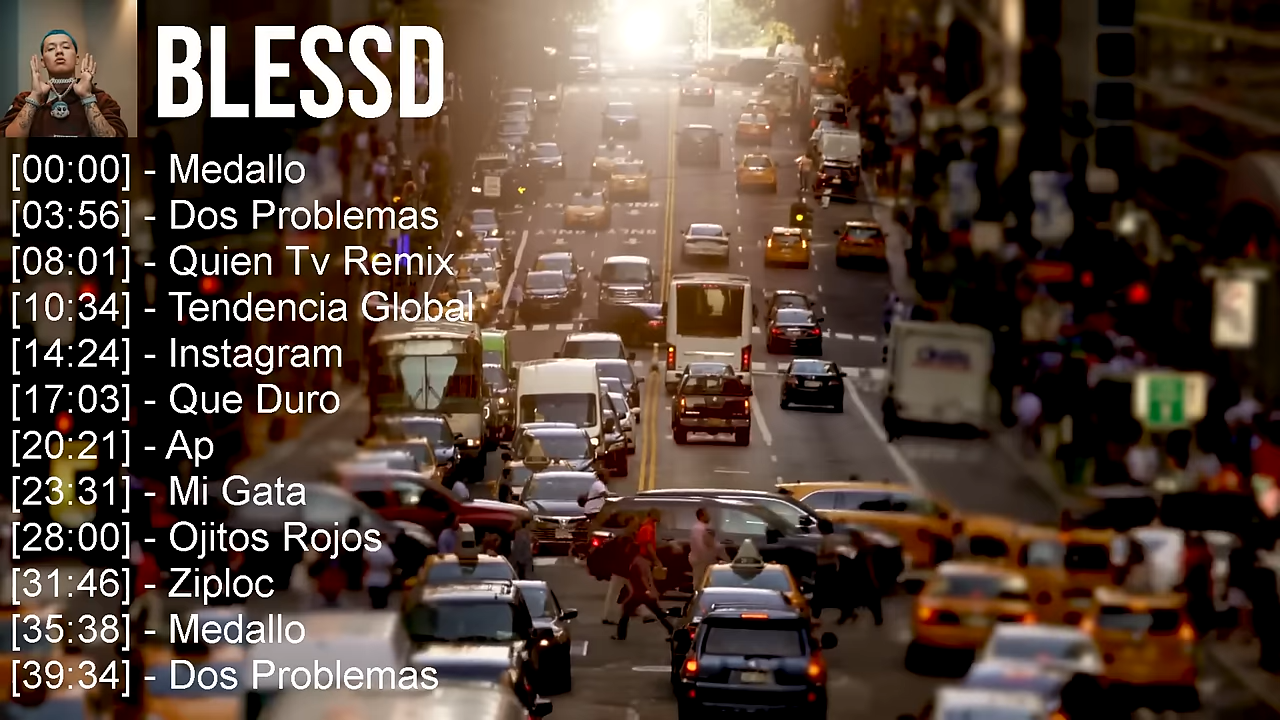 BLESSD
[00:00] - Medallo
[03:56] - Dos Problemas
[08:01] - Quien Tv Remix
[10:34] - Tendencia Global
[14:24] - Instagram
[17:03] - Que Duro
[20:21] - Ap
[23:31] - Mi Gata
[28:00] - Ojitos Rojos
[31:46] - Ziploc
[35:38] - Medallo
[39:34] - Dos Problemas